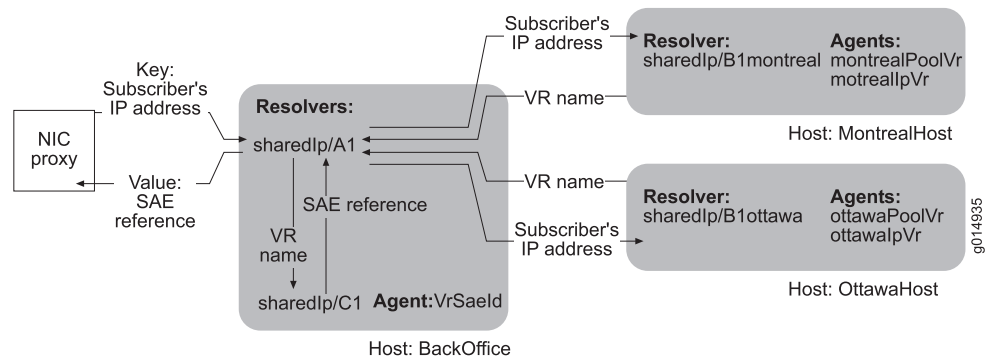 Key:
Subscriber's
IP address
NIC
proxy
Value:
SAE
reference
Resolvers:
sharedIp/A1
SAE reference
VR
name
sharedIp/C1
Agent:VrSaeId
Host: BackOffice
Subscriber's
IP address
VR name
VR name
Subscriber's
IP address
Resolver:
sharedIp/B1montreal
Agents:
montrealPoolVr
motrealIpVr
Host: MontrealHost
Resolver:
sharedIp/B1ottawa
Agents:
ottawaPoolVr
ottawaIpVr
Host: OttawaHost
g014935